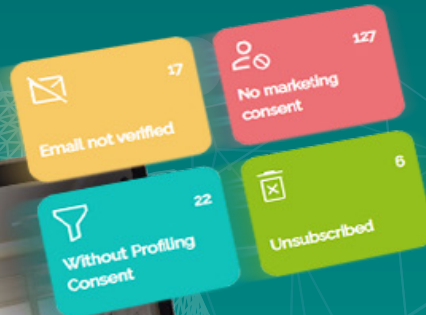 17
Email not verified
127
No marketing
consent
22
Without Profiling
Consent
6
Unsubscribed